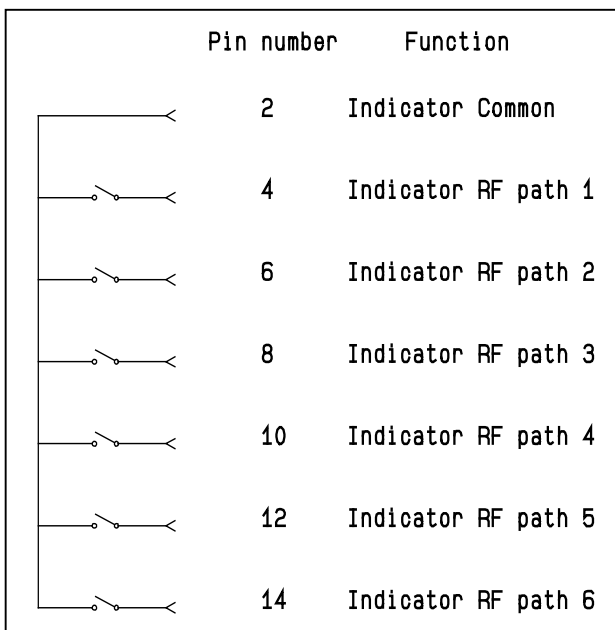 Pin number Function
2 Indicator Common
4 Indicator RF path 1
6 Indicator RF path 2
8 Indicator RF path 3
10 Indicator RF path 4
12 Indicator RF path 5
14 Indicator RF path 6